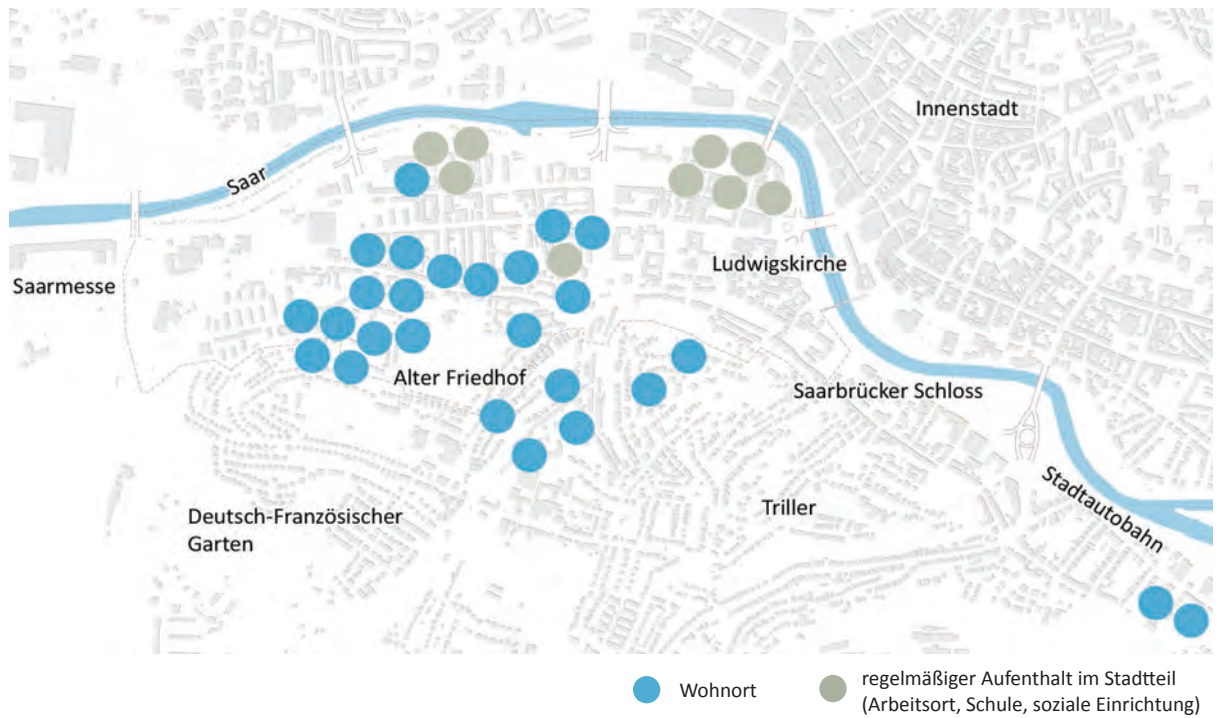 Innenstadt
Saar
Ludwigskirche
Saarmesse
Alter Friedhof
Saarbrücker Schloss
Stadtautobahn
Triller
Deutsch-Französischer
Garten
Wohnort
regelmäßiger Aufenthalt im Stadtteil
(Arbeitsort, Schule, soziale Einrichtung)